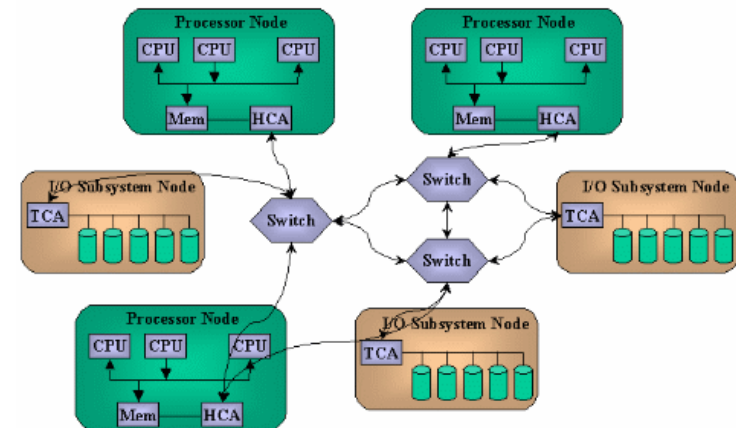 Processor Node
CPU CPU CPU
Mem HCA
Processor Node
CPU CPU CPU
Mem HCA
I/O Subsystem Node
TCA
Switch
Switch
Switch
I/O Subsystem Node
TCA
Processor Node
CPU CPU CPU
Mem HCA
I/O Subsystem Node
TCA